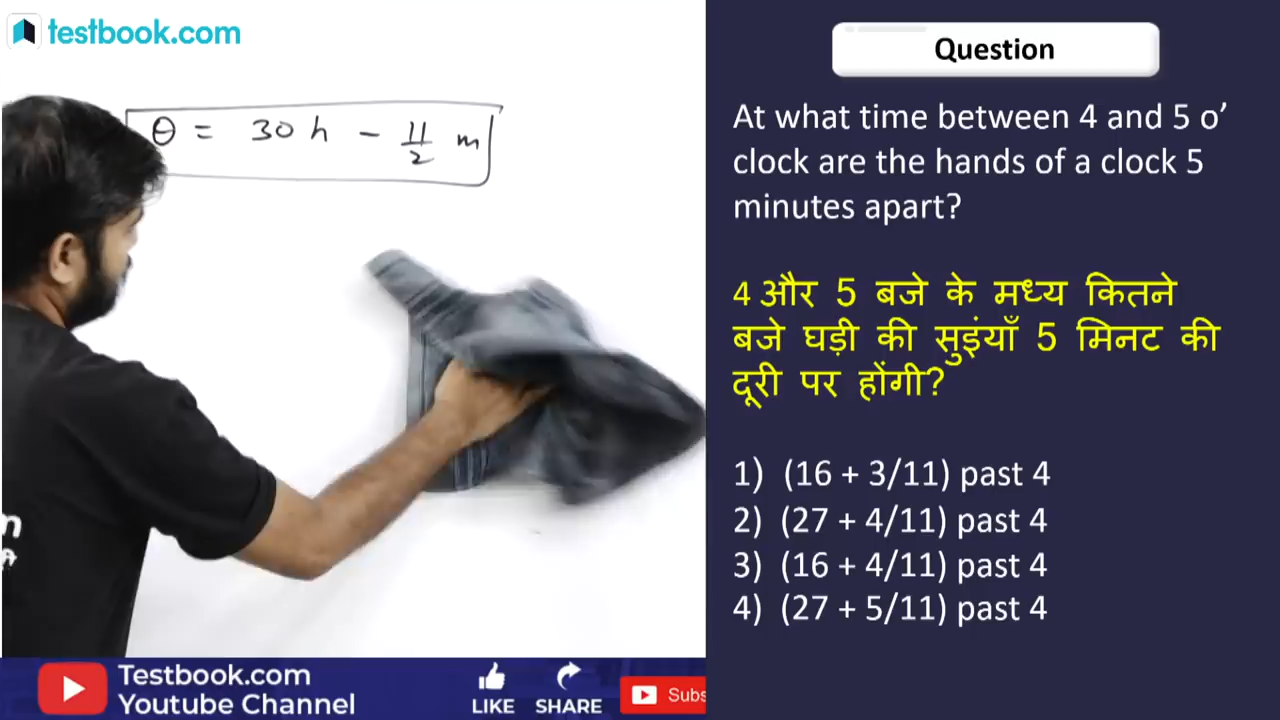 testbook.com
θ = 30 h - 11/2 m
n
Question
At what time between 4 and 5 o’
clock are the hands of a clock 5
minutes apart?
4 और 5 बजे के मध्य कितने
बजे घड़ी की सुइंयाँ 5 मिनट की
दूरी पर होंगी?
1) (16 + 3/11) past 4
2) (27 + 4/11) past 4
3) (16 + 4/11) past 4
4) (27 + 5/11) past 4
Testbook.com
Youtube Channel
LIKE
SHARE
Subs